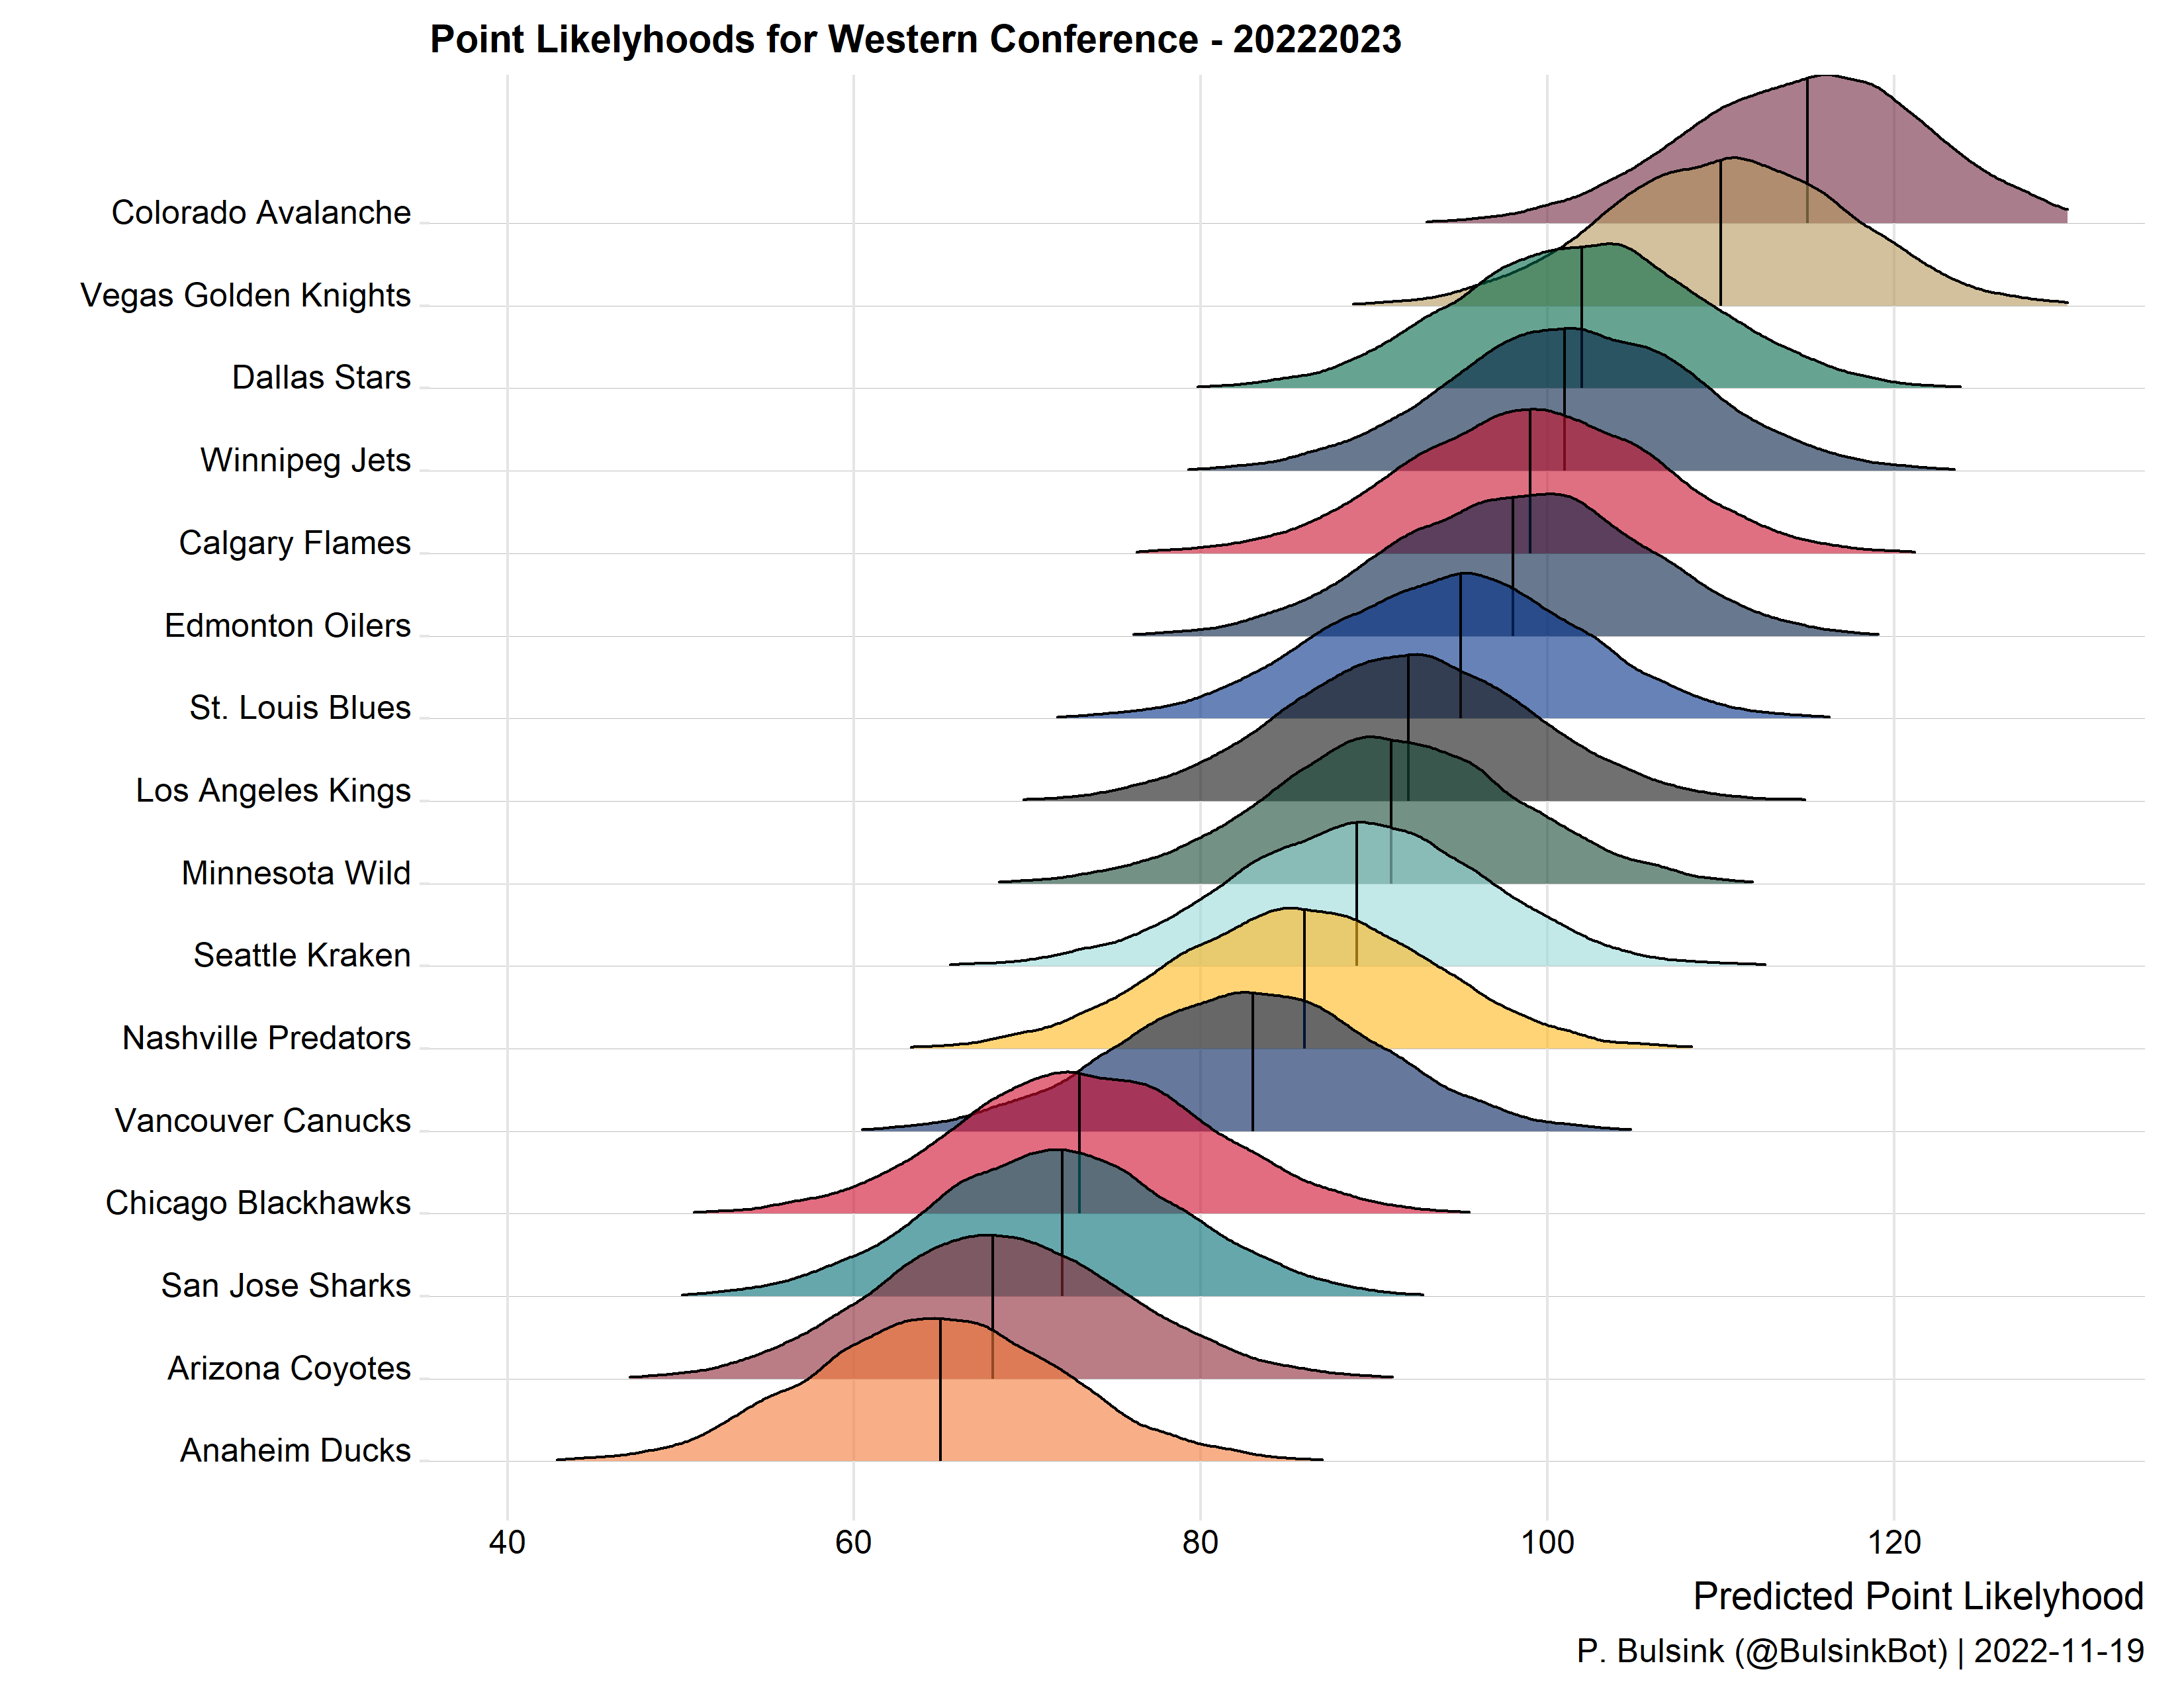 Point Likelyhoods for Western Conference - 20222023
Colorado Avalanche
Vegas Golden Knights
Dallas Stars
Winnipeg Jets
Calgary Flames
Edmonton Oilers
St. Louis Blues
Los Angeles Kings
Minnesota Wild
Seattle Kraken
Nashville Predators
Vancouver Canucks
Chicago Blackhawks
San Jose Sharks
Arizona Coyotes
Anaheim Ducks
40 60 80 100 120
Predicted Point Likelyhood
P. Bulsink (@BulsinkBot) | 2022-11-19